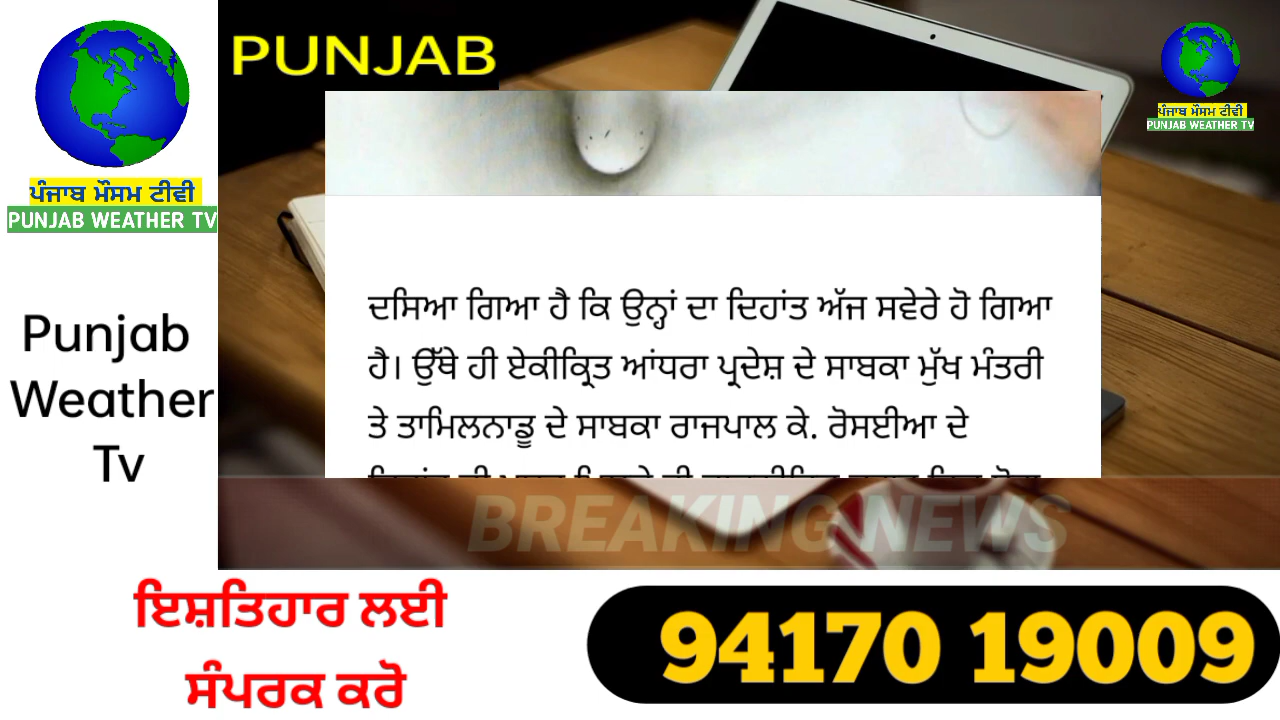 PUNJAB
ਪੰਜਾਬ ਮੌਸਮ ਟੀਵੀ
PUNJAB WEATHER TV
ਪੰਜਾਬ ਮੌਸਮ ਟੀਵੀ
PUNJAB WEATHER TV
Punjab
Weather
Tv
ਦਸਿਆ ਗਿਆ ਹੈ ਕਿ ਉਨ੍ਹਾਂ ਦਾ ਦਿਹਾਂਤ ਅੱਜ ਸਵੇਰੇ ਹੋ ਗਿਆ
ਹੈ। ਉੱਥੇ ਹੀ ਏਕੀਕ੍ਰਿਤ ਆਂਧਰਾ ਪ੍ਰਦੇਸ਼ ਦੇ ਸਾਬਕਾ ਮੁੱਖ ਮੰਤਰੀ
ਤੇ ਤਾਮਿਲਨਾਡੂ ਦੇ ਸਾਬਕਾ ਰਾਜਪਾਲ ਕੇ. ਰੋਸਈਆ ਦੇ
BREAKING NEWS
ਇਸ਼ਤਿਹਾਰ ਲਈ
ਸੰਪਰਕ ਕਰੋ
94170 19009